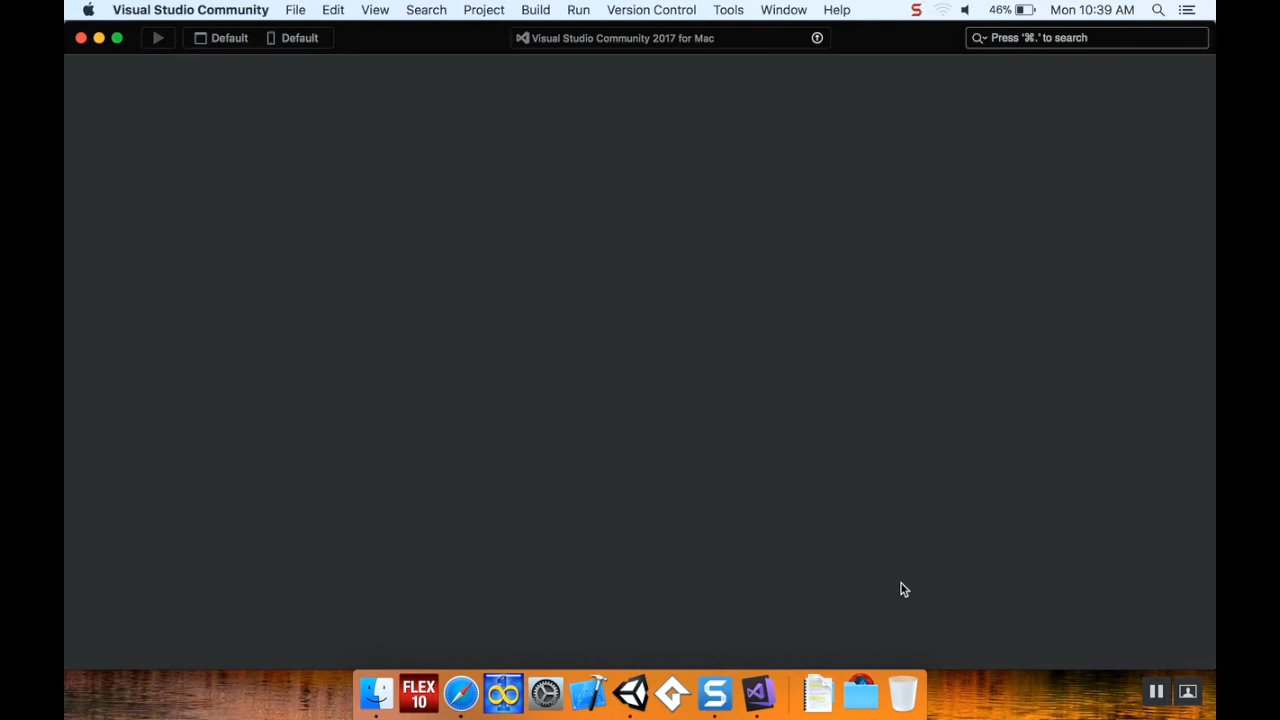 Visual Studio Community File Edit View Search Project Build Run Version Control Tools Window Help S 46% Mon 10:39 AM
Default Default Visual Studio Community 2017 for Mac Press '⌘.' to search
FLEX
10
S